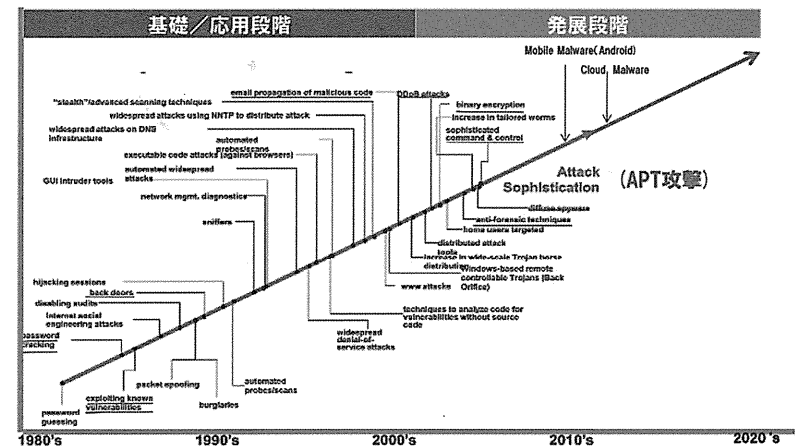 基礎／応用段階
発展段階
Mobile Malware(Android)
Cloud, Malware
email propagation of malicious code
DDoS attacks
"stealth"/advanced scanning techniques
binary encryption
widespread attacks using NNTP to distribute attack
increase in tailored worms
widespread attacks on DNS
infrastructure
sophisticated
command & control
automated
probes/scans
executable code attacks (against browsers)
automated widespread
attacks
Attack
Sophistication
(APT攻撃)
GUI intruder tools
network mgmt. diagnostics
diffuse spyware
anti-forensic techniques
sniffers
home users targeted
distributed attack
tools
increase in wide-scale Trojan horse
distribution
Windows-based remote
controllable Trojans (Back
Orifice)
hijacking sessions
www attacks
back doors
disabling audits
techniques to analyze code for
vulnerabilities without source
code
internet social
engineering attacks
widespread
denial-of-
service attacks
password
cracking
packet spoofing
automated
probes/scans
exploiting known
vulnerabilities
burglaries
password
guessing
1980's
1990's
2000's
2010's
2020's